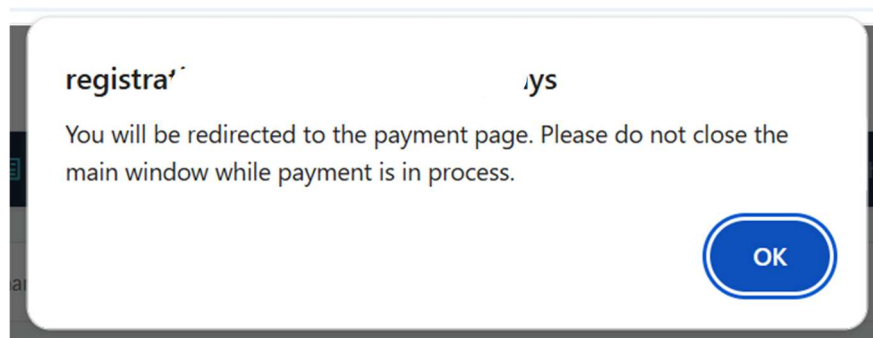 You will be redirected to the payment page. Please do not close the
main window while payment is in process.
OK